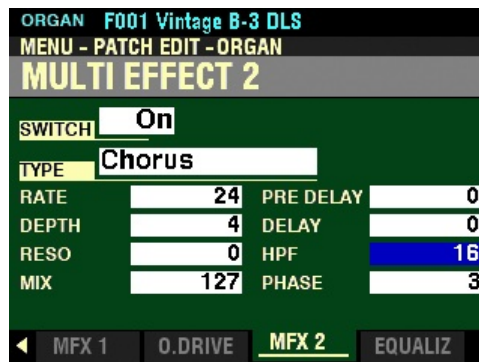 ORGAN F001 Vintage B-3 DLS
MENU - PATCH EDIT - ORGAN
MULTI EFFECT 2
SWITCH On
TYPE Chorus
RATE 24 PRE DELAY 0
DEPTH 4 DELAY 0
RESO 0 HPF 16
MIX 127 PHASE 3
MFX 1 O.DRIVE MFX 2 EQUALIZ